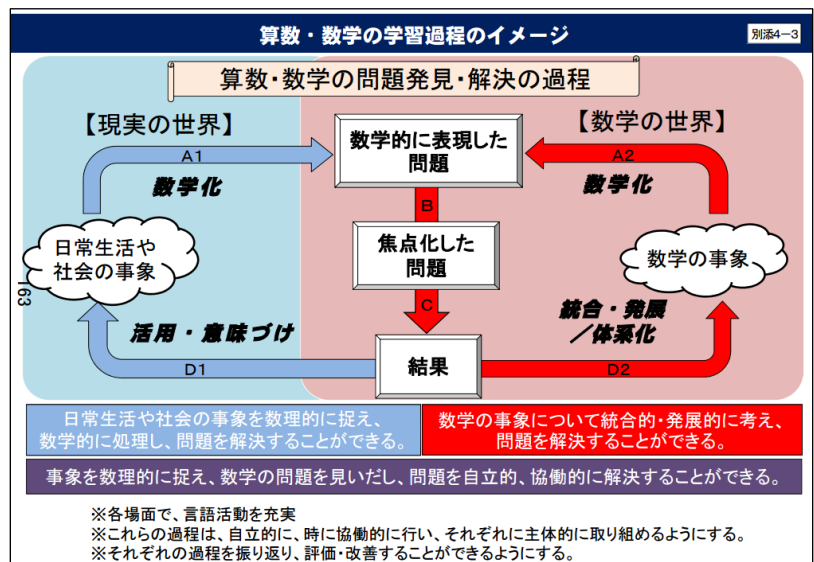 算数・数学の学習過程のイメージ
別添4-3
算数・数学の問題発見・解決の過程
【現実の世界】
【数学の世界】
A1
数学的に表現した
問題
A2
数学化
数学化
B
日常生活や
社会の事象
焦点化した
問題
数学の事象
163
C
活用・意味づけ
統合・発展
／体系化
結果
D1
D2
日常生活や社会の事象を数理的に捉え、
数学的に処理し、問題を解決することができる。
数学の事象について統合的・発展的に考え、
問題を解決することができる。
事象を数理的に捉え、数学の問題を見いだし、問題を自立的、協働的に解決することができる。
※各場面で、言語活動を充実
※これらの過程は、自立的に、時に協働的に行い、それぞれに主体的に取り組めるようにする。
※それぞれの過程を振り返り、評価・改善することができるようにする。